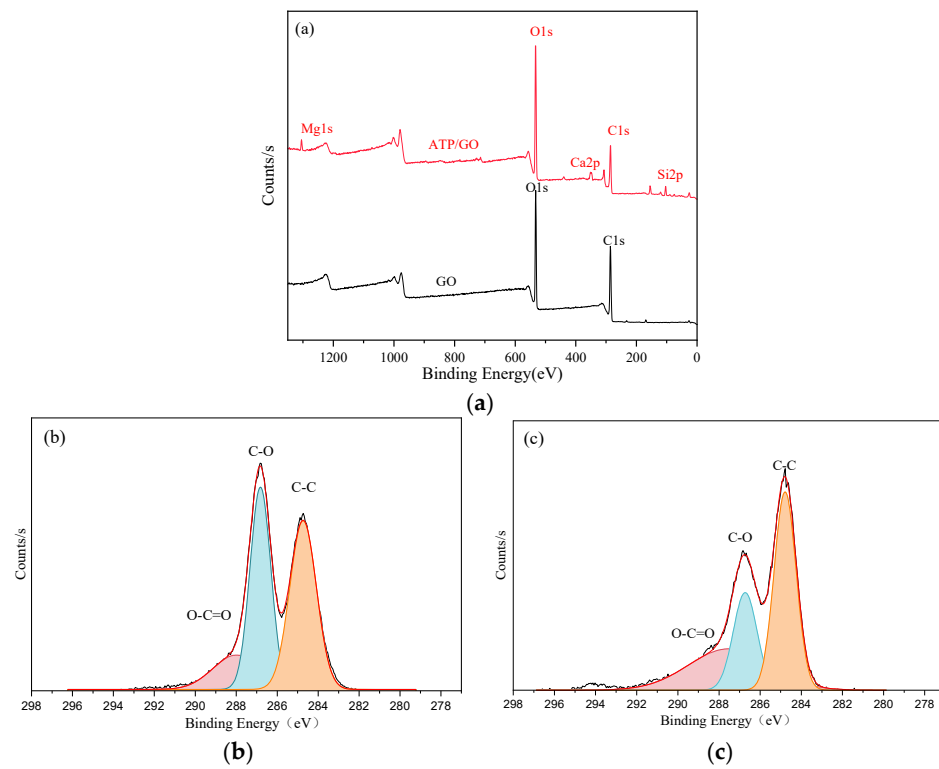 (a)
O1s
Mg1s
ATP/GO
C1s
Ca2p
Si2p
O1s
C1s
GO
Counts/s
1200 1000 800 600 400 200 0
Binding Energy(eV)
(a)
(b)
C-O
C-C
O-C=O
Counts/s
298 296 294 292 290 288 286 284 282 280 278
Binding Energy（eV）
(b)
(c)
C-C
C-O
O-C=O
Counts/s
298 296 294 292 290 288 286 284 282 280 278
Binding Energy（eV）
(c)